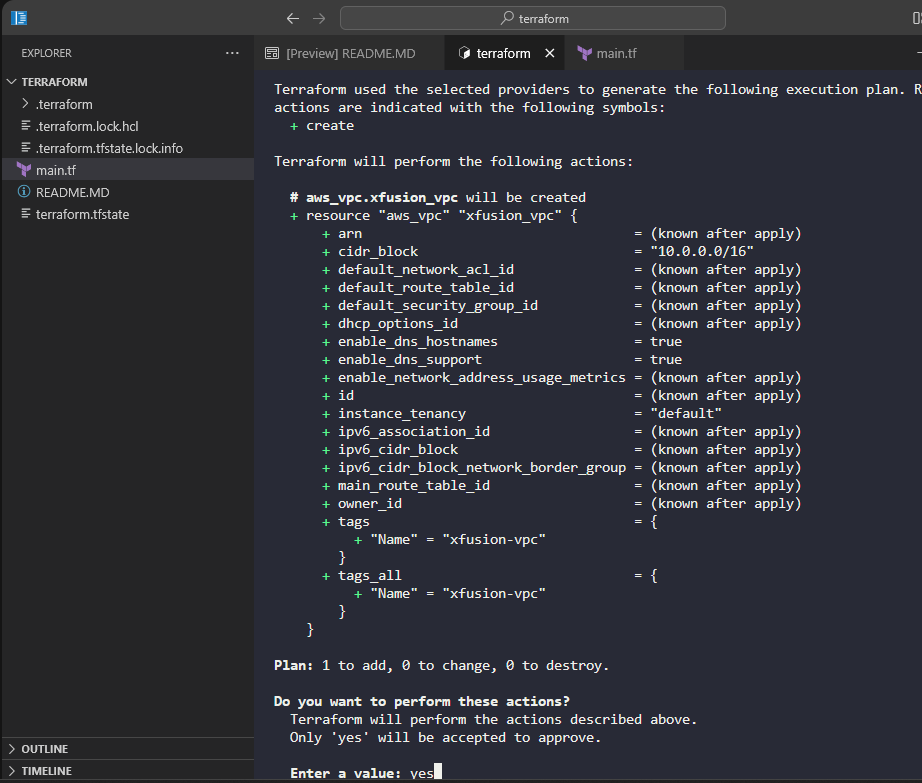 terraform
EXPLORER ...
TERRAFORM
.terraform
.terraform.lock.hcl
.terraform.tfstate.lock.info
main.tf
README.MD
terraform.tfstate
OUTLINE
TIMELINE
[Preview] README.MD
terraform
main.tf
Terraform used the selected providers to generate the following execution plan. R
actions are indicated with the following symbols:
+ create
Terraform will perform the following actions:
# aws_vpc.xfusion_vpc will be created
+ resource "aws_vpc" "xfusion_vpc" {
+ arn = (known after apply)
+ cidr_block = "10.0.0.0/16"
+ default_network_acl_id = (known after apply)
+ default_route_table_id = (known after apply)
+ default_security_group_id = (known after apply)
+ dhcp_options_id = (known after apply)
+ enable_dns_hostnames = true
+ enable_dns_support = true
+ enable_network_address_usage_metrics = (known after apply)
+ id = (known after apply)
+ instance_tenancy = "default"
+ ipv6_association_id = (known after apply)
+ ipv6_cidr_block = (known after apply)
+ ipv6_cidr_block_network_border_group = (known after apply)
+ main_route_table_id = (known after apply)
+ owner_id = (known after apply)
+ tags = {
+ "Name" = "xfusion-vpc"
}
+ tags_all = {
+ "Name" = "xfusion-vpc"
}
}
Plan: 1 to add, 0 to change, 0 to destroy.
Do you want to perform these actions?
Terraform will perform the actions described above.
Only 'yes' will be accepted to approve.
Enter a value: yes